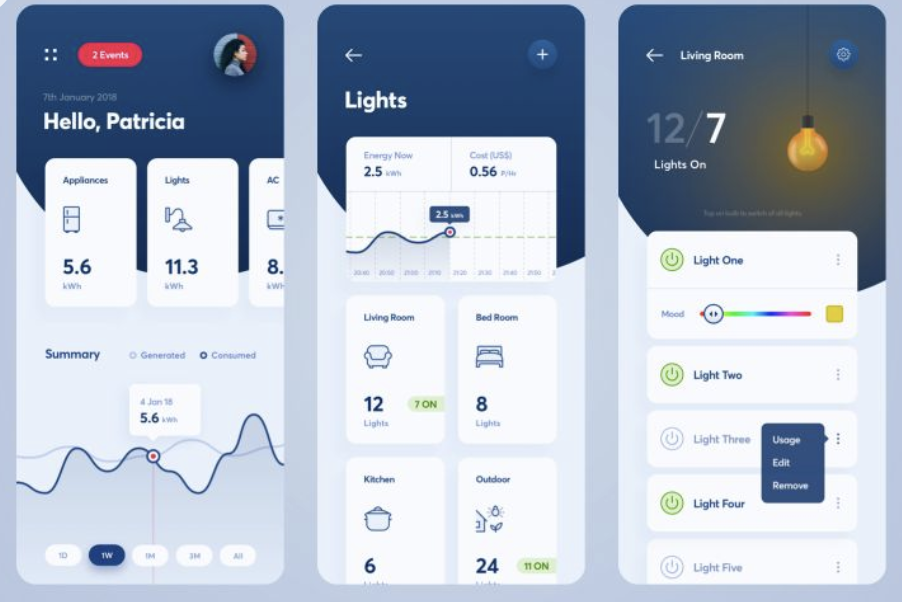 2 Events
7th January 2018
Hello, Patricia
Appliances
5.6
kWh
Lights
11.3
kWh
AC
8.
kWh
Summary
Generated
Consumed
4 Jan 18
5.6 kWh
1D
1W
1M
3M
All
Lights
Energy Now
2.5 kWh
Cost (US$)
0.56 P/Hr
2.5 kWh
20:40 20:50 21:00 21:10 21:20 21:30 21:40 21:50 2
Living Room
12
7 ON
Lights
Bed Room
8
Lights
Kitchen
6
Lights
Outdoor
24
11 ON
Lights
Living Room
12/7
Lights On
Light One
Mood
Light Two
Light Three
Usage
Edit
Remove
Light Four
Light Five